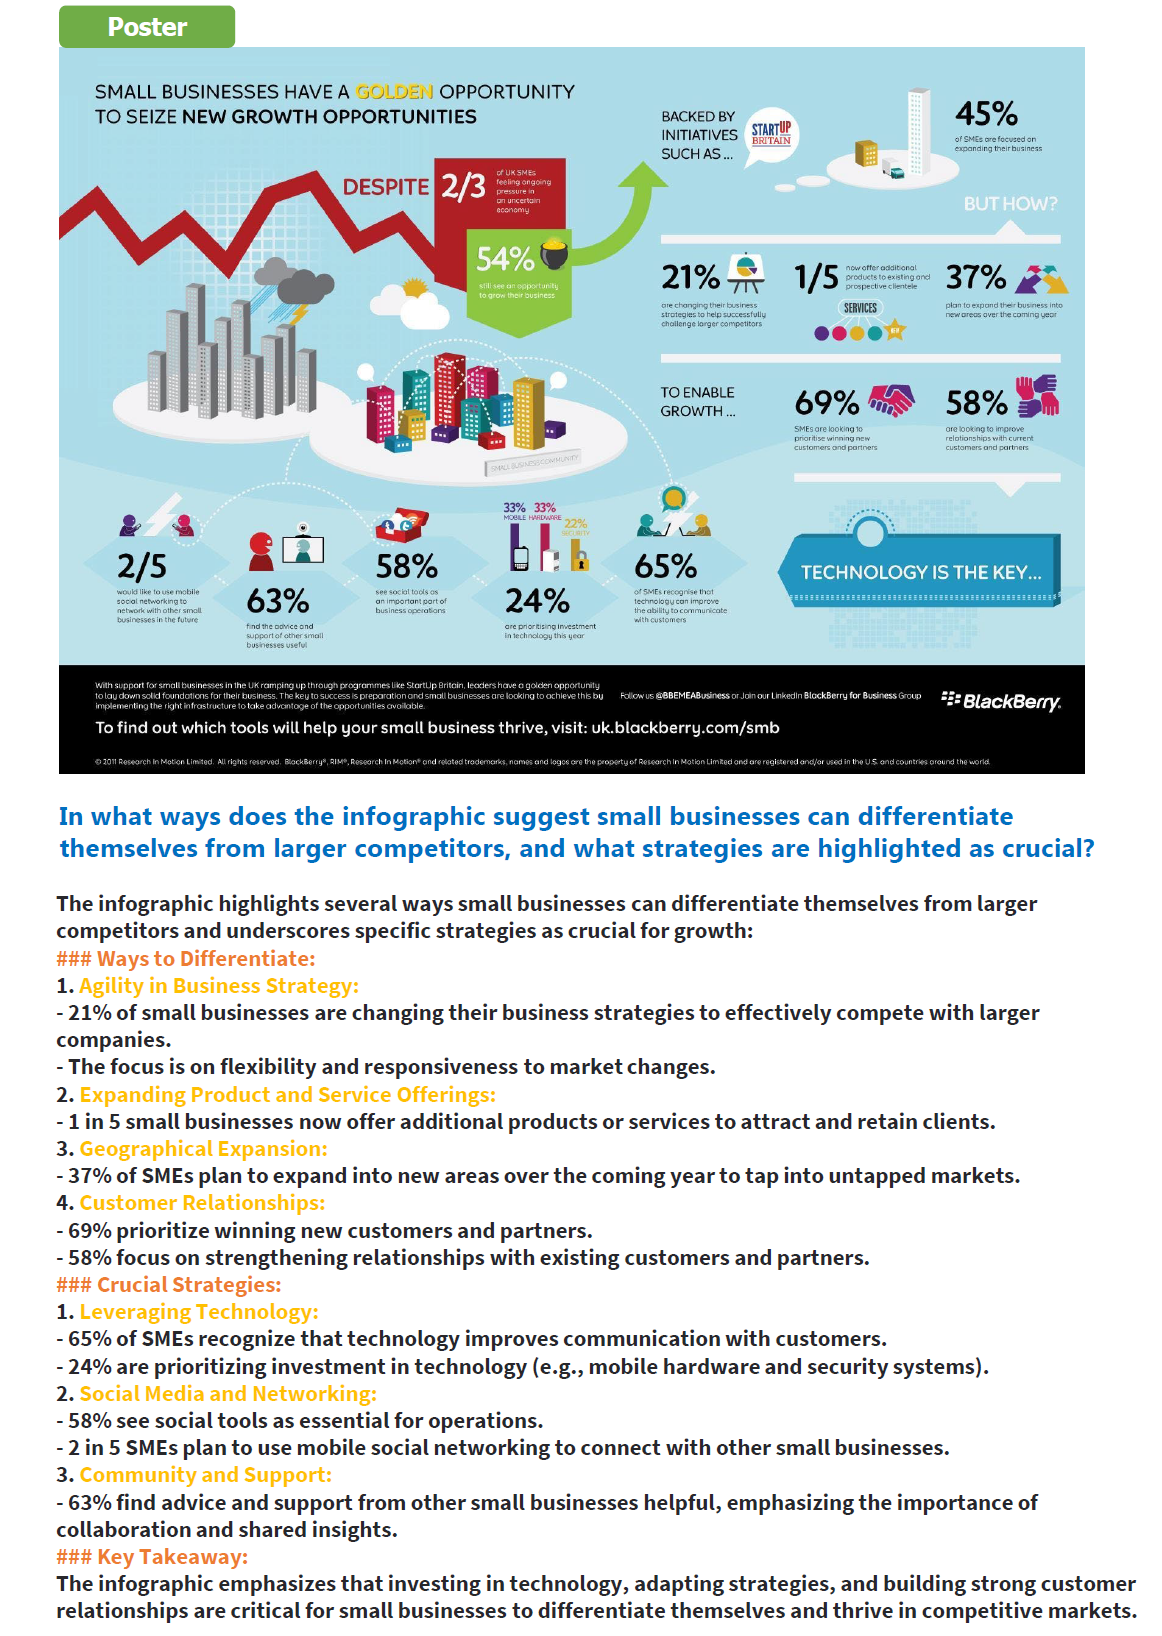 Poster
SMALL BUSINESSES HAVE A GOLDEN OPPORTUNITY
TO SEIZE NEW GROWTH OPPORTUNITIES
DESPITE
2/3
of UK SMEs
feeling ongoing
pressure in
an uncertain
economy
54%
still see an opportunity
to grow their business
BACKED BY
INITIATIVES
SUCH AS ...
STARTUP
BRITAIN
45%
of SMEs are focused on
expanding their business
BUT HOW?
21%
are changing their business
strategies to help successfully
challenge larger competitors
1/5
now offer additional
products to existing and
prospective clientele
SERVICES
NEW
37%
plan to expand their business into
new areas over the coming year
TO ENABLE
GROWTH ...
69%
SMEs are looking to
prioritise winning new
customers and partners
58%
are looking to improve
relationships with current
customers and partners
SMALL BUSINESS COMMUNITY
2/5
would like to use mobile
social networking to
network with other small
businesses in the future
63%
find the advice and
support of other small
businesses useful
58%
see social tools as
an important part of
business operations
33% 33%
MOBILE HARDWARE
22%
SECURITY
24%
are prioritising investment
in technology this year
65%
of SMEs recognise that
technology can improve
the ability to communicate
with customers
TECHNOLOGY IS THE KEY...
With support for small businesses in the UK ramping up through programmes like StartUp Britain, leaders have a golden opportunity
to lay down solid foundations for their business. The key to success is preparation and small businesses are looking to achieve this by
implementing the right infrastructure to take advantage of the opportunities available.
Follow us @BBEMEABusiness or Join our LinkedIn BlackBerry for Business Group
BlackBerry.
To find out which tools will help your small business thrive, visit: uk.blackberry.com/smb
© 2011 Research In Motion Limited. All rights reserved. BlackBerry®, RIM®, Research In Motion® and related trademarks, names and logos are the property of Research In Motion Limited and are registered and/or used in the U.S. and countries around the world.
In what ways does the infographic suggest small businesses can differentiate
themselves from larger competitors, and what strategies are highlighted as crucial?
The infographic highlights several ways small businesses can differentiate themselves from larger
competitors and underscores specific strategies as crucial for growth:
### Ways to Differentiate:
1. Agility in Business Strategy:
- 21% of small businesses are changing their business strategies to effectively compete with larger
companies.
- The focus is on flexibility and responsiveness to market changes.
2. Expanding Product and Service Offerings:
- 1 in 5 small businesses now offer additional products or services to attract and retain clients.
3. Geographical Expansion:
- 37% of SMEs plan to expand into new areas over the coming year to tap into untapped markets.
4. Customer Relationships:
- 69% prioritize winning new customers and partners.
- 58% focus on strengthening relationships with existing customers and partners.
### Crucial Strategies:
1. Leveraging Technology:
- 65% of SMEs recognize that technology improves communication with customers.
- 24% are prioritizing investment in technology (e.g., mobile hardware and security systems).
2. Social Media and Networking:
- 58% see social tools as essential for operations.
- 2 in 5 SMEs plan to use mobile social networking to connect with other small businesses.
3. Community and Support:
- 63% find advice and support from other small businesses helpful, emphasizing the importance of
collaboration and shared insights.
### Key Takeaway:
The infographic emphasizes that investing in technology, adapting strategies, and building strong customer
relationships are critical for small businesses to differentiate themselves and thrive in competitive markets.